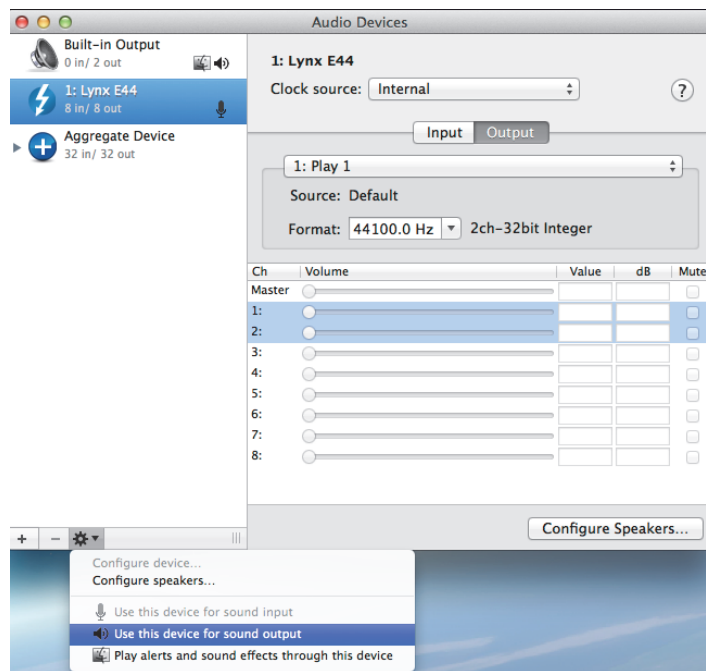 Audio Devices
Built-in Output
0 in/ 2 out
1: Lynx E44
8 in/ 8 out
Aggregate Device
32 in/ 32 out
1: Lynx E44
Clock source: Internal
?
Input Output
1: Play 1
Source: Default
Format: 44100.0 Hz 2ch-32bit Integer
Ch Volume Value dB Mute
Master
1:
2:
3:
4:
5:
6:
7:
8:
Configure Speakers...
+ −
Configure device...
Configure speakers...
Use this device for sound input
Use this device for sound output
Play alerts and sound effects through this device